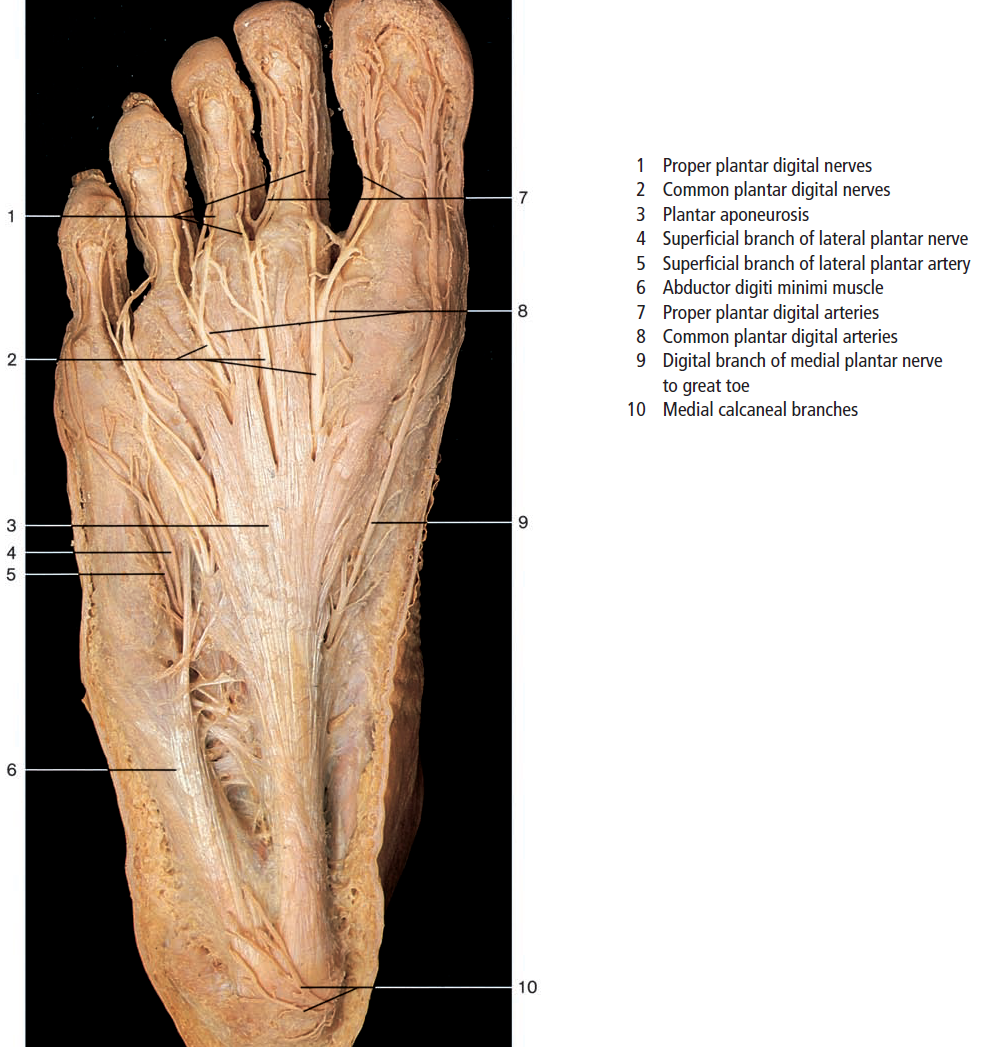 1 Proper plantar digital nerves
2 Common plantar digital nerves
3 Plantar aponeurosis
4 Superficial branch of lateral plantar nerve
5 Superficial branch of lateral plantar artery
6 Abductor digiti minimi muscle
7 Proper plantar digital arteries
8 Common plantar digital arteries
9 Digital branch of medial plantar nerve
to great toe
10 Medial calcaneal branches
1
7
8
2
3
9
4
5
6
10